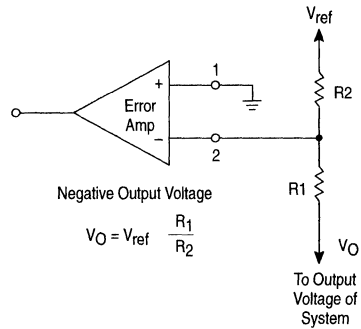 Vref
1
+
Error
Amp
R2
−
2
R1
Negative Output Voltage
VO = Vref R1
R2
VO
To Output
Voltage of
System